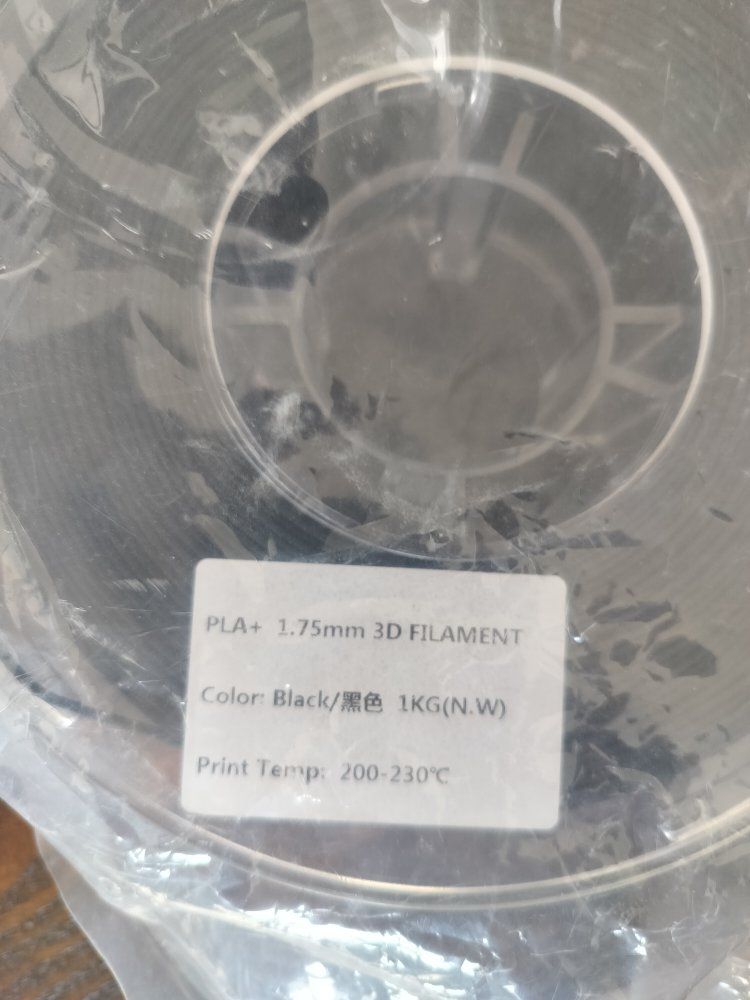 PLA+ 1.75mm 3D FILAMENT
Color: Black/黑色 1KG(N.W)
Print Temp: 200-230℃